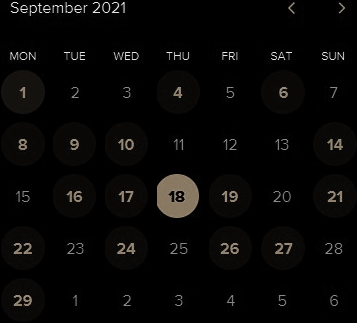 September 2021
MON TUE WED THU FRI SAT SUN
1 2 3 4 5 6 7
8 9 10 11 12 13 14
15 16 17 18 19 20 21
22 23 24 25 26 27 28
29 1 2 3 4 5 6